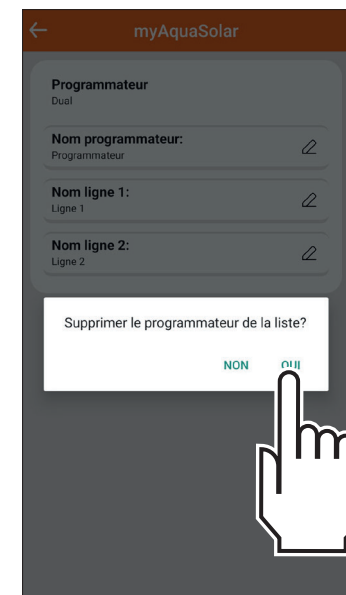 myAquaSolar
Programmateur
Dual
Nom programmateur:
Programmateur
Nom ligne 1:
Ligne 1
Nom ligne 2:
Ligne 2
Supprimer le programmateur de la liste?
NON OUI